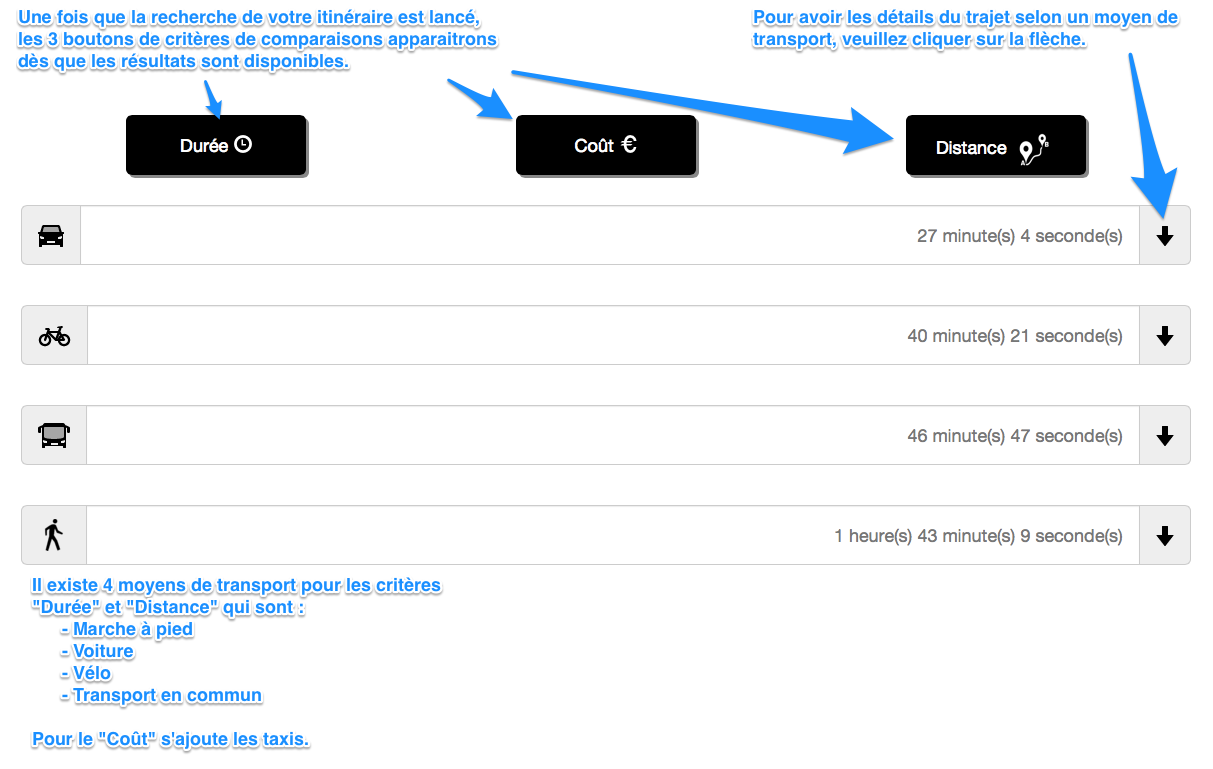 Une fois que la recherche de votre itinéraire est lancé,
les 3 boutons de critères de comparaisons apparaitrons
dès que les résultats sont disponibles.
Pour avoir les détails du trajet selon un moyen de
transport, veuillez cliquer sur la flèche.
Durée
Coût €
Distance
A B
27 minute(s) 4 seconde(s)
40 minute(s) 21 seconde(s)
46 minute(s) 47 seconde(s)
1 heure(s) 43 minute(s) 9 seconde(s)
Il existe 4 moyens de transport pour les critères
"Durée" et "Distance" qui sont :
- Marche à pied
- Voiture
- Vélo
- Transport en commun
Pour le "Coût" s'ajoute les taxis.